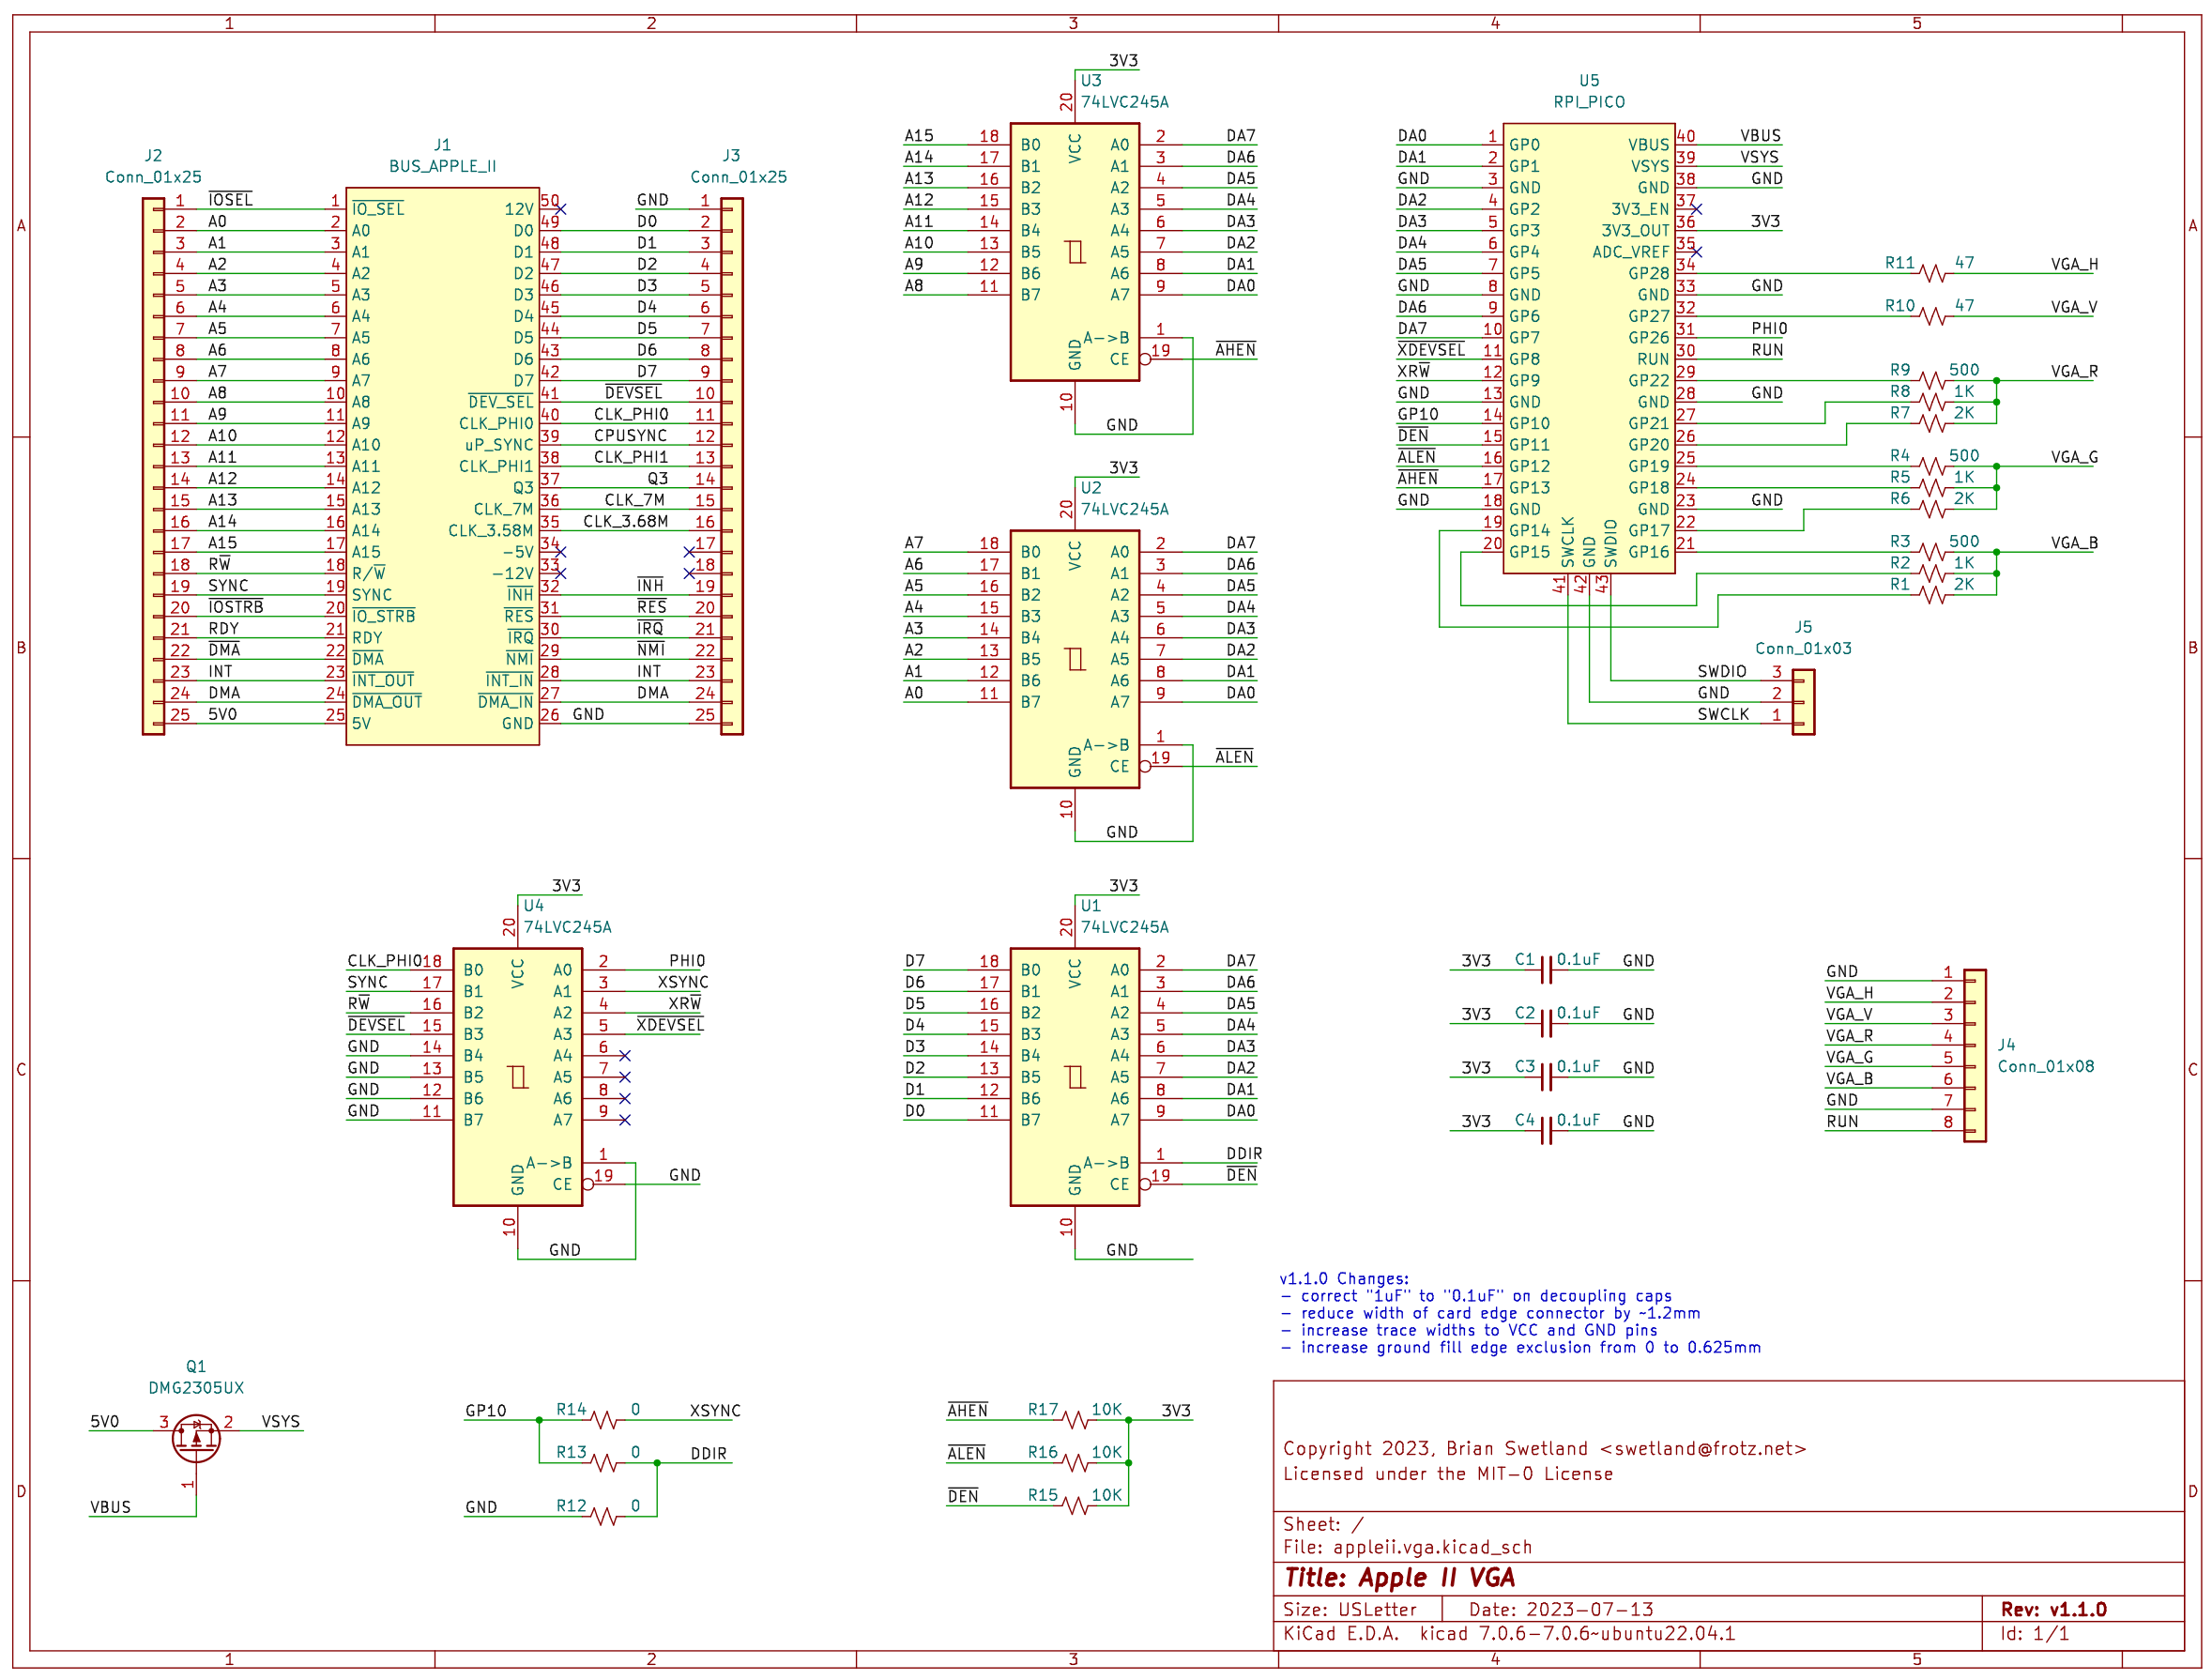 1 2 3 4 5
A
B
C
D
J2
Conn_01x25
1 IOSEL
2 A0
3 A1
4 A2
5 A3
6 A4
7 A5
8 A6
9 A7
10 A8
11 A9
12 A10
13 A11
14 A12
15 A13
16 A14
17 A15
18 RW
19 SYNC
20 IOSTRB
21 RDY
22 DMA
23 INT
24 DMA
25 5V0
J1
BUS_APPLE_II
1 IO_SEL 12V 50
2 A0 D0 49
3 A1 D1 48
4 A2 D2 47
5 A3 D3 46
6 A4 D4 45
7 A5 D5 44
8 A6 D6 43
9 A7 D7 42
10 A8 DEV_SEL 41
11 A9 CLK_PHI0 40
12 A10 uP_SYNC 39
13 A11 CLK_PHI1 38
14 A12 Q3 37
15 A13 CLK_7M 36
16 A14 CLK_3.58M 35
17 A15 -5V 34
18 R/W -12V 33
19 SYNC INH 32
20 IO_STRB RES 31
21 RDY IRQ 30
22 DMA NMI 29
23 INT_OUT INT_IN 28
24 DMA_OUT DMA_IN 27
25 5V GND 26
J3
Conn_01x25
GND 1
D0 2
D1 3
D2 4
D3 5
D4 6
D5 7
D6 8
D7 9
DEVSEL 10
CLK_PHI0 11
CPUSYNC 12
CLK_PHI1 13
Q3 14
CLK_7M 15
CLK_3.68M 16
17
18
INH 19
RES 20
IRQ 21
NMI 22
INT 23
DMA 24
GND 25
3V3
U3
74LVC245A
20 VCC
A15 18 B0 A0 2 DA7
A14 17 B1 A1 3 DA6
A13 16 B2 A2 4 DA5
A12 15 B3 A3 5 DA4
A11 14 B4 A4 6 DA3
A10 13 B5 A5 7 DA2
A9 12 B6 A6 8 DA1
A8 11 B7 A7 9 DA0
A->B 1
GND CE 19 AHEN
10 GND
3V3
U2
74LVC245A
20 VCC
A7 18 B0 A0 2 DA7
A6 17 B1 A1 3 DA6
A5 16 B2 A2 4 DA5
A4 15 B3 A3 5 DA4
A3 14 B4 A4 6 DA3
A2 13 B5 A5 7 DA2
A1 12 B6 A6 8 DA1
A0 11 B7 A7 9 DA0
A->B 1
GND CE 19 ALEN
10 GND
U5
RPI_PICO
DA0 1 GP0 VBUS 40 VBUS
DA1 2 GP1 VSYS 39 VSYS
GND 3 GND GND 38 GND
DA2 4 GP2 3V3_EN 37
DA3 5 GP3 3V3_OUT 36 3V3
DA4 6 GP4 ADC_VREF 35
DA5 7 GP5 GP28 34 R11 47 VGA_H
GND 8 GND GND 33 GND
DA6 9 GP6 GP27 32 R10 47 VGA_V
DA7 10 GP7 GP26 31 PHI0
XDEVSEL 11 GP8 RUN 30 RUN
XRW 12 GP9 GP22 29 R9 500 VGA_R
GND 13 GND GND 28 GND R8 1K
GP10 14 GP10 GP21 27 R7 2K
DEN 15 GP11 GP20 26
ALEN 16 GP12 GP19 25 R4 500 VGA_G
AHEN 17 GP13 GP18 24 R5 1K
GND 18 GND GND 23 GND R6 2K
19 GP14 GP17 22
20 GP15 GP16 21 R3 500 VGA_B
R2 1K
R1 2K
SWCLK GND SWDIO
41 42 43
J5
Conn_01x03
SWDIO 3
GND 2
SWCLK 1
3V3
U4
74LVC245A
20 VCC
CLK_PHI0 18 B0 A0 2 PHI0
SYNC 17 B1 A1 3 XSYNC
RW 16 B2 A2 4 XRW
DEVSEL 15 B3 A3 5 XDEVSEL
GND 14 B4 A4 6
GND 13 B5 A5 7
GND 12 B6 A6 8
GND 11 B7 A7 9
A->B 1
GND CE 19 GND
10 GND
3V3
U1
74LVC245A
20 VCC
D7 18 B0 A0 2 DA7
D6 17 B1 A1 3 DA6
D5 16 B2 A2 4 DA5
D4 15 B3 A3 5 DA4
D3 14 B4 A4 6 DA3
D2 13 B5 A5 7 DA2
D1 12 B6 A6 8 DA1
D0 11 B7 A7 9 DA0
A->B 1 DDIR
GND CE 19 DEN
10 GND
3V3 C1 0.1uF GND
3V3 C2 0.1uF GND
3V3 C3 0.1uF GND
3V3 C4 0.1uF GND
GND 1
VGA_H 2
VGA_V 3
VGA_R 4
VGA_G 5
VGA_B 6
GND 7
RUN 8
J4
Conn_01x08
v1.1.0 Changes:
- correct "1uF" to "0.1uF" on decoupling caps
- reduce width of card edge connector by ~1.2mm
- increase trace widths to VCC and GND pins
- increase ground fill edge exclusion from 0 to 0.625mm
Q1
DMG2305UX
5V0 3 2 VSYS
1
VBUS
GP10 R14 0 XSYNC
R13 0 DDIR
GND R12 0
AHEN R17 10K 3V3
ALEN R16 10K
DEN R15 10K
Copyright 2023, Brian Swetland <swetland@frotz.net>
Licensed under the MIT-0 License
Sheet: /
File: appleii.vga.kicad_sch
Title: Apple II VGA
Size: USLetter Date: 2023-07-13 Rev: v1.1.0
KiCad E.D.A. kicad 7.0.6-7.0.6~ubuntu22.04.1 Id: 1/1
A
B
C
D
1 2 3 4 5